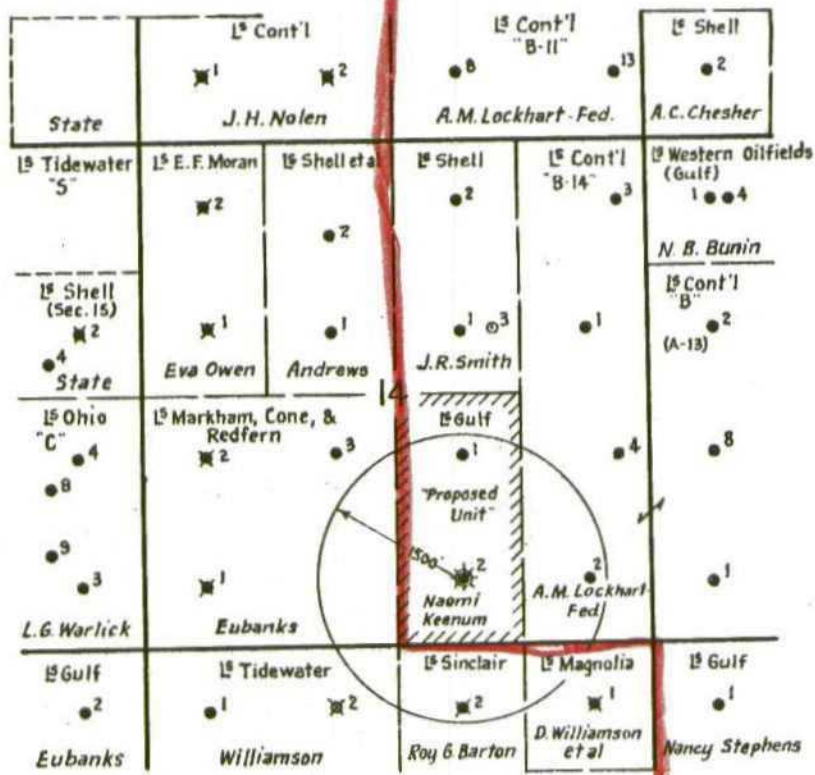 Ls Cont'l
1 2
State
J. H. Nolen
Ls Cont'l
"B-11"
8 13
A.M. Lockhart-Fed.
Ls Shell
2
A.C. Chesher
Ls Tidewater
"S"
Ls E.F. Moran
2
1
Eva Owen
Ls Shell et al
2
1
Andrews
Ls Shell
2
1 3
J.R. Smith
Ls Cont'l
"B-14"
3
1
Ls Western Oilfields
(Gulf)
1 4
N. B. Bunin
Ls Shell
(Sec. 15)
2
4
State
Ls Cont'l
"B"
2
(A-13)
14
Ls Ohio
"C"
4
8
9
3
L.G. Warlick
Ls Markham, Cone, &
Redfern
2 3
1
Eubanks
Ls Gulf
1
"Proposed
Unit"
1500'
2
Naomi
Keenum
4
2
A.M. Lockhart-
Fed.
8
1
Ls Gulf
2
Eubanks
Ls Tidewater
1 2
Williamson
Ls Sinclair
2
Roy G. Barton
Ls Magnolia
1
D. Williamson
et al
Ls Gulf
1
Nancy Stephens